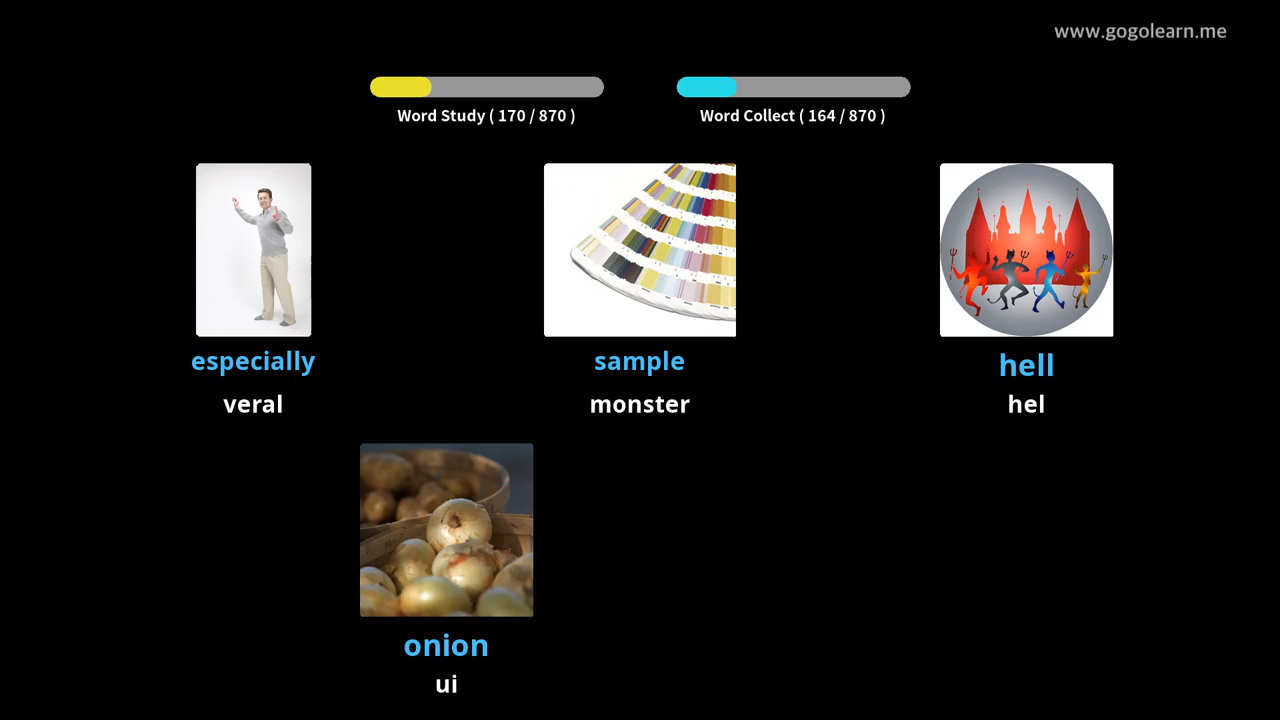 www.gogolearn.me
Word Study ( 170 / 870 )
Word Collect ( 164 / 870 )
especially
veral
sample
monster
hell
hel
onion
ui